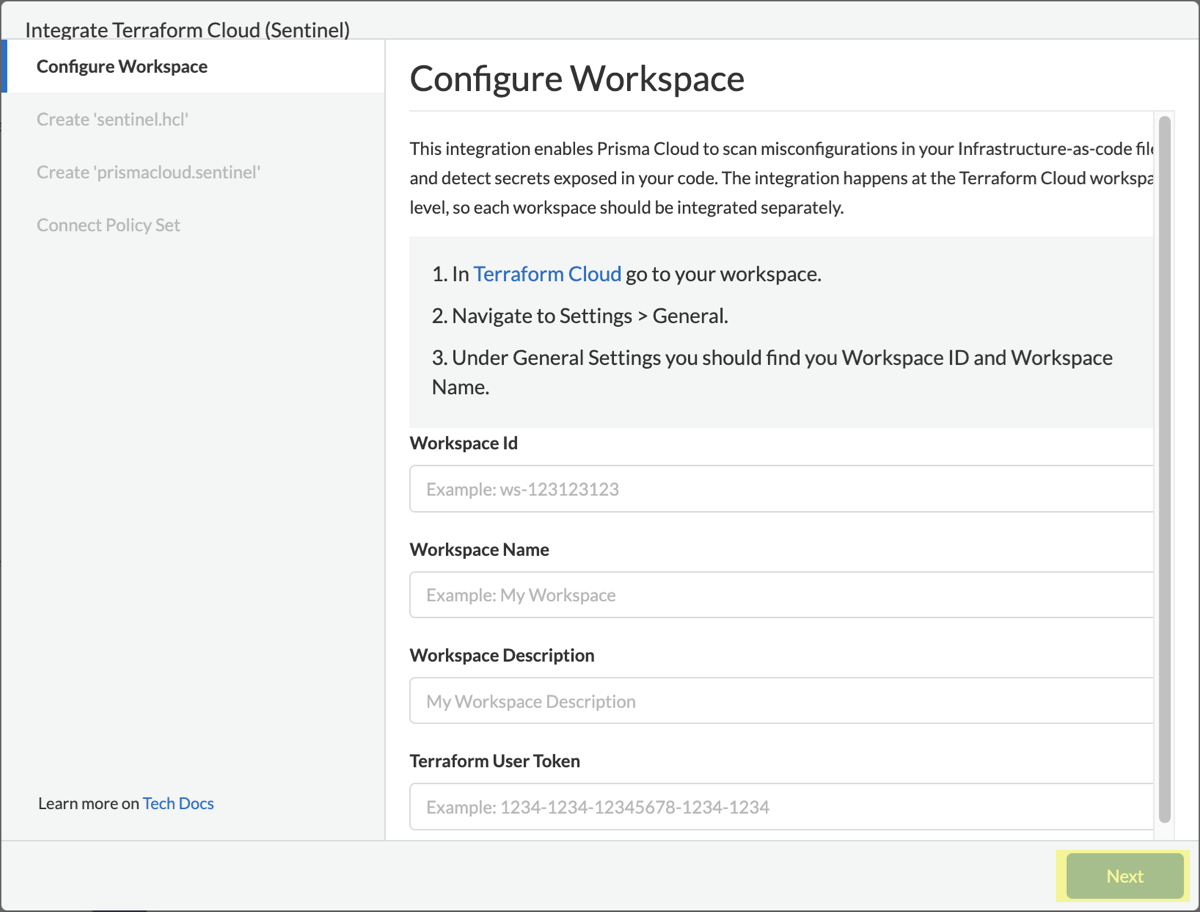 Integrate Terraform Cloud (Sentinel)
Configure Workspace
Create 'sentinel.hcl'
Create 'prismacloud.sentinel'
Connect Policy Set
Learn more on Tech Docs
Configure Workspace
This integration enables Prisma Cloud to scan misconfigurations in your Infrastructure-as-code file
and detect secrets exposed in your code. The integration happens at the Terraform Cloud workspa
level, so each workspace should be integrated separately.
1. In Terraform Cloud go to your workspace.
2. Navigate to Settings > General.
3. Under General Settings you should find you Workspace ID and Workspace
Name.
Workspace Id
Example: ws-123123123
Workspace Name
Example: My Workspace
Workspace Description
My Workspace Description
Terraform User Token
Example: 1234-1234-12345678-1234-1234
Next